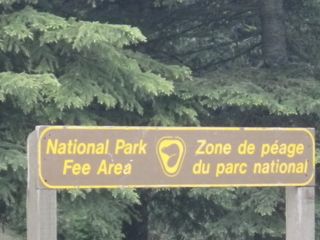 National Park
Fee Area
Zone de péage
du parc national